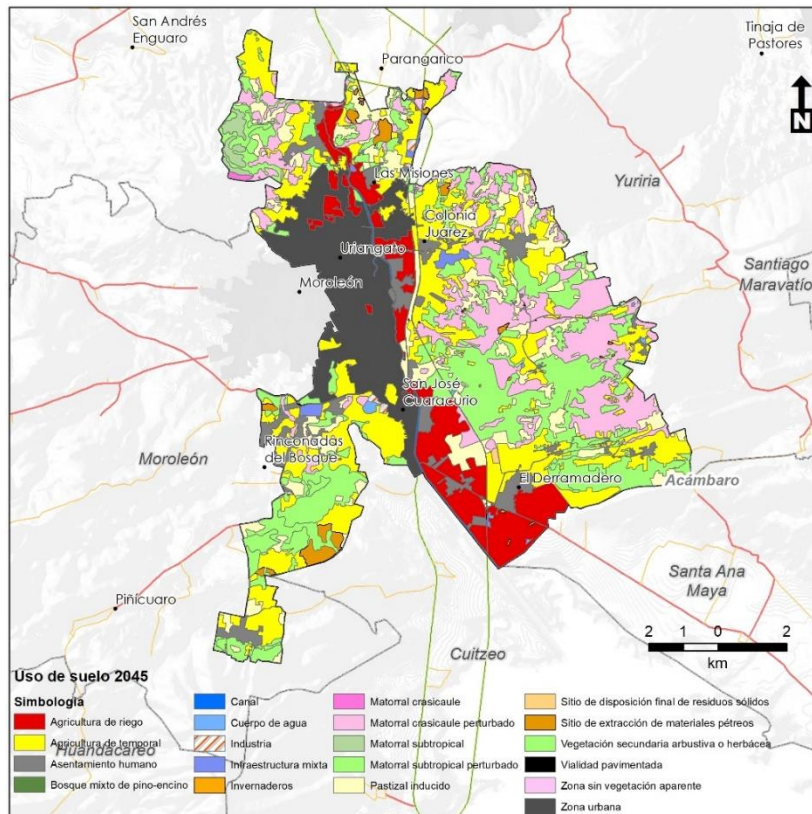 San Andrés
Enguaro
Tinaja de
Pastores
Parangarico
N
Las Misiones
Yuriria
Colonia
Juárez
Uriangato
Santiago
Maravatío
Moroleón
San José
Cuaracurio
Rinconadas
del Bosque
Moroleón
Acámbaro
El Derramadero
Santa Ana
Maya
Piñícuaro
2 1 0 2
km
Cuitzeo
Huandacareo
Uso de suelo 2045
Simbología
Agricultura de riego
Agricultura de temporal
Asentamiento humano
Bosque mixto de pino-encino
Canal
Cuerpo de agua
Industria
Infraestructura mixta
Invernaderos
Matorral crasicaule
Matorral crasicaule perturbado
Matorral subtropical
Matorral subtropical perturbado
Pastizal inducido
Sitio de disposición final de residuos sólidos
Sitio de extracción de materiales pétreos
Vegetación secundaria arbustiva o herbácea
Vialidad pavimentada
Zona sin vegetación aparente
Zona urbana